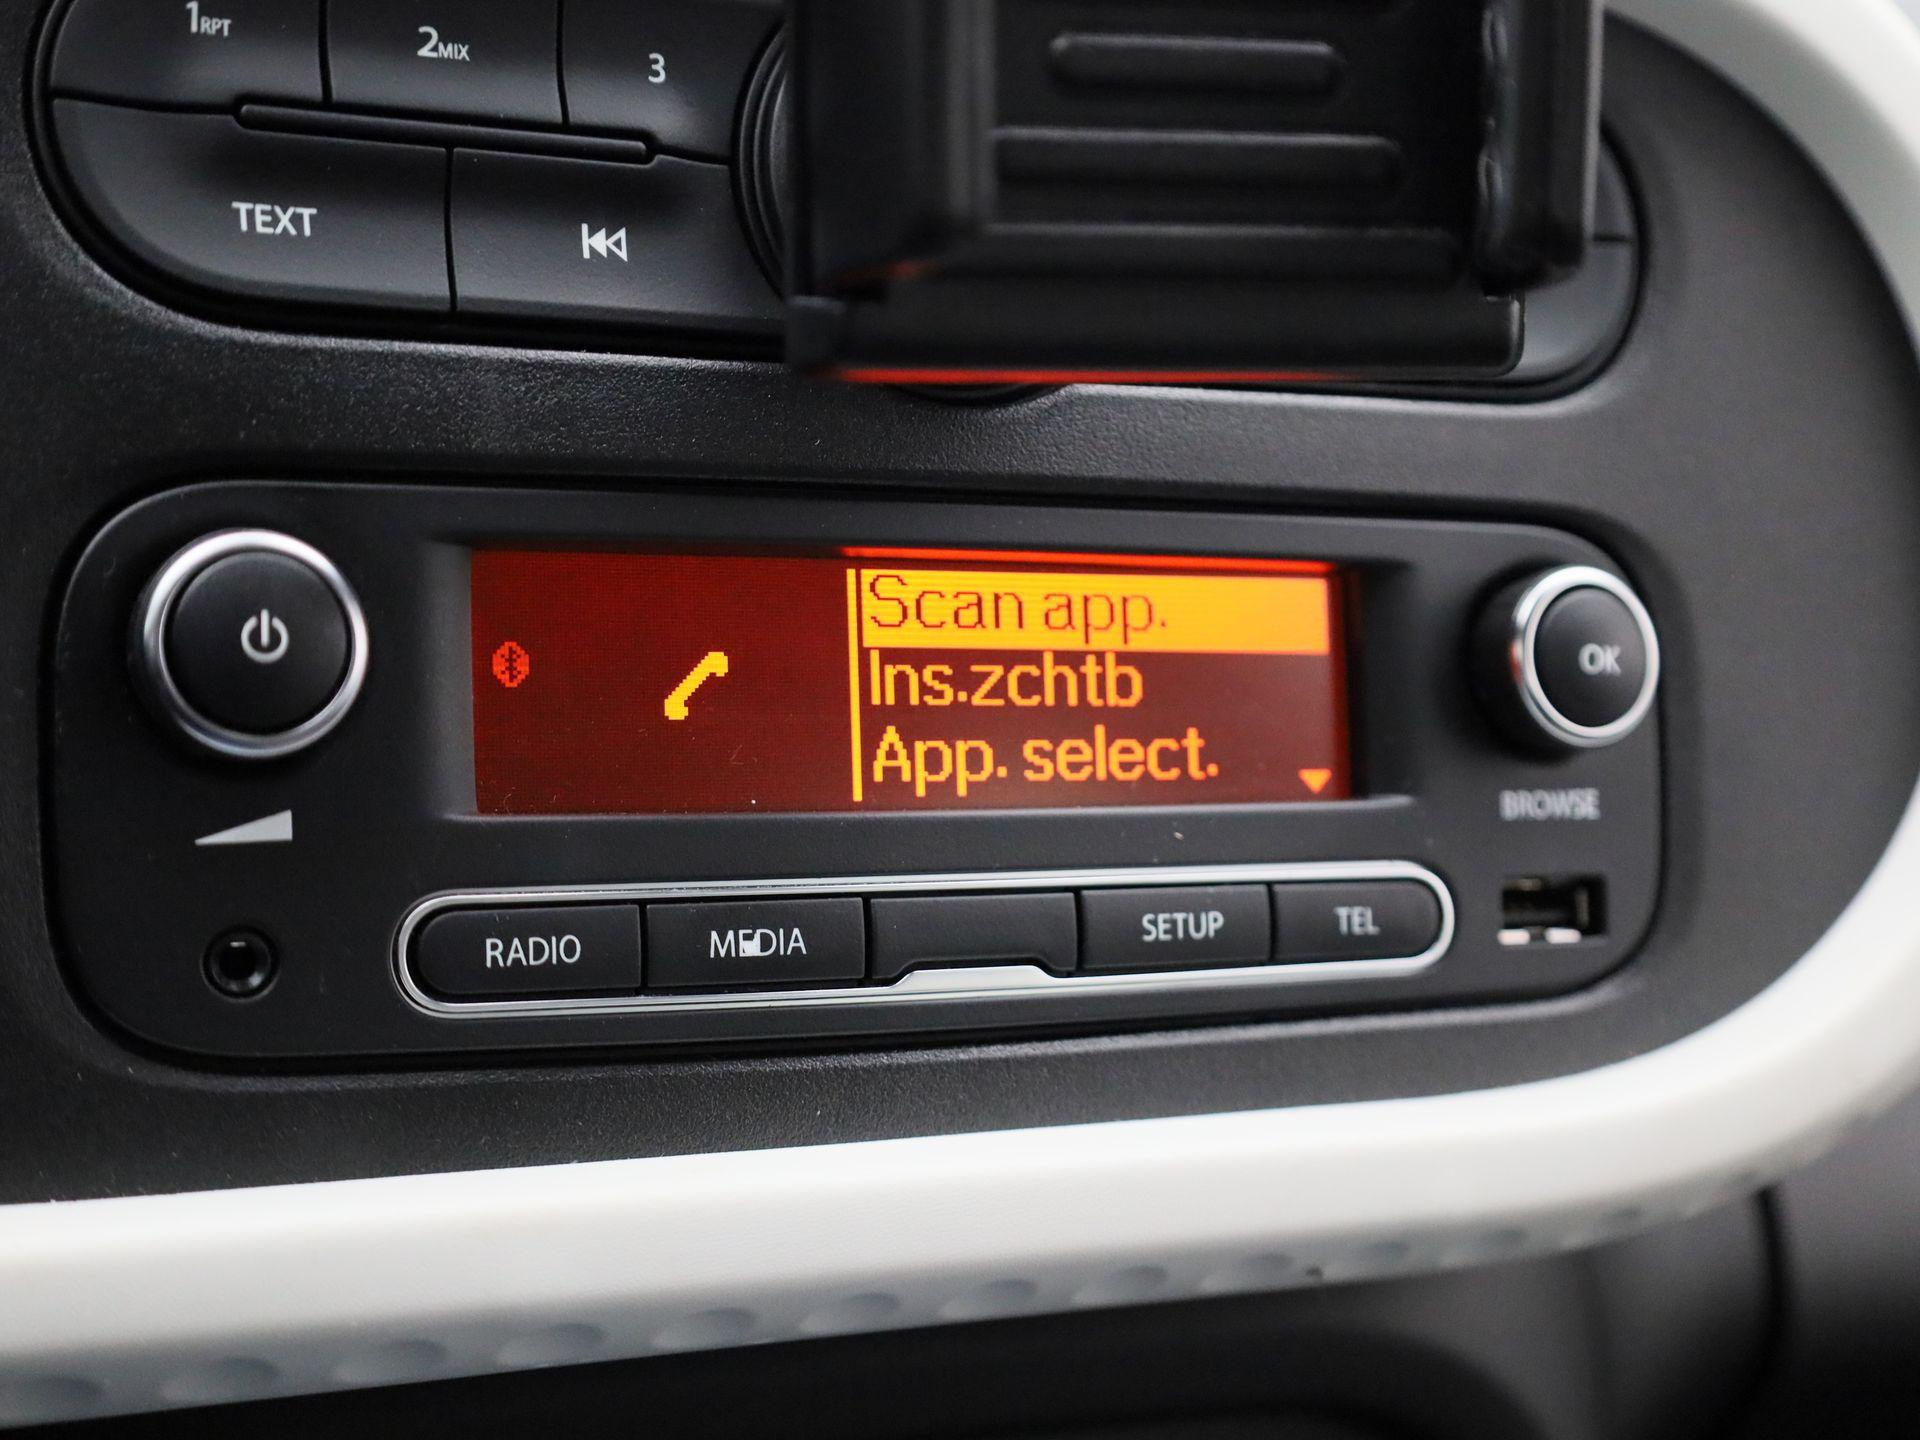 1RPT
2MIX
3
TEXT
Scan app.
Ins.zchtb
App. select.
OK
BROWSE
RADIO
MEDIA
SETUP
TEL